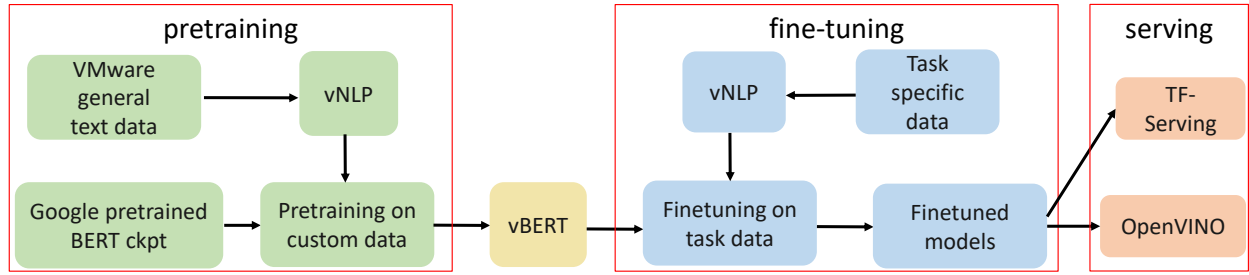 pretraining
VMware
general
text data
vNLP
Google pretrained
BERT ckpt
Pretraining on
custom data
vBERT
fine-tuning
vNLP
Task
specific
data
Finetuning on
task data
Finetuned
models
serving
TF-
Serving
OpenVINO